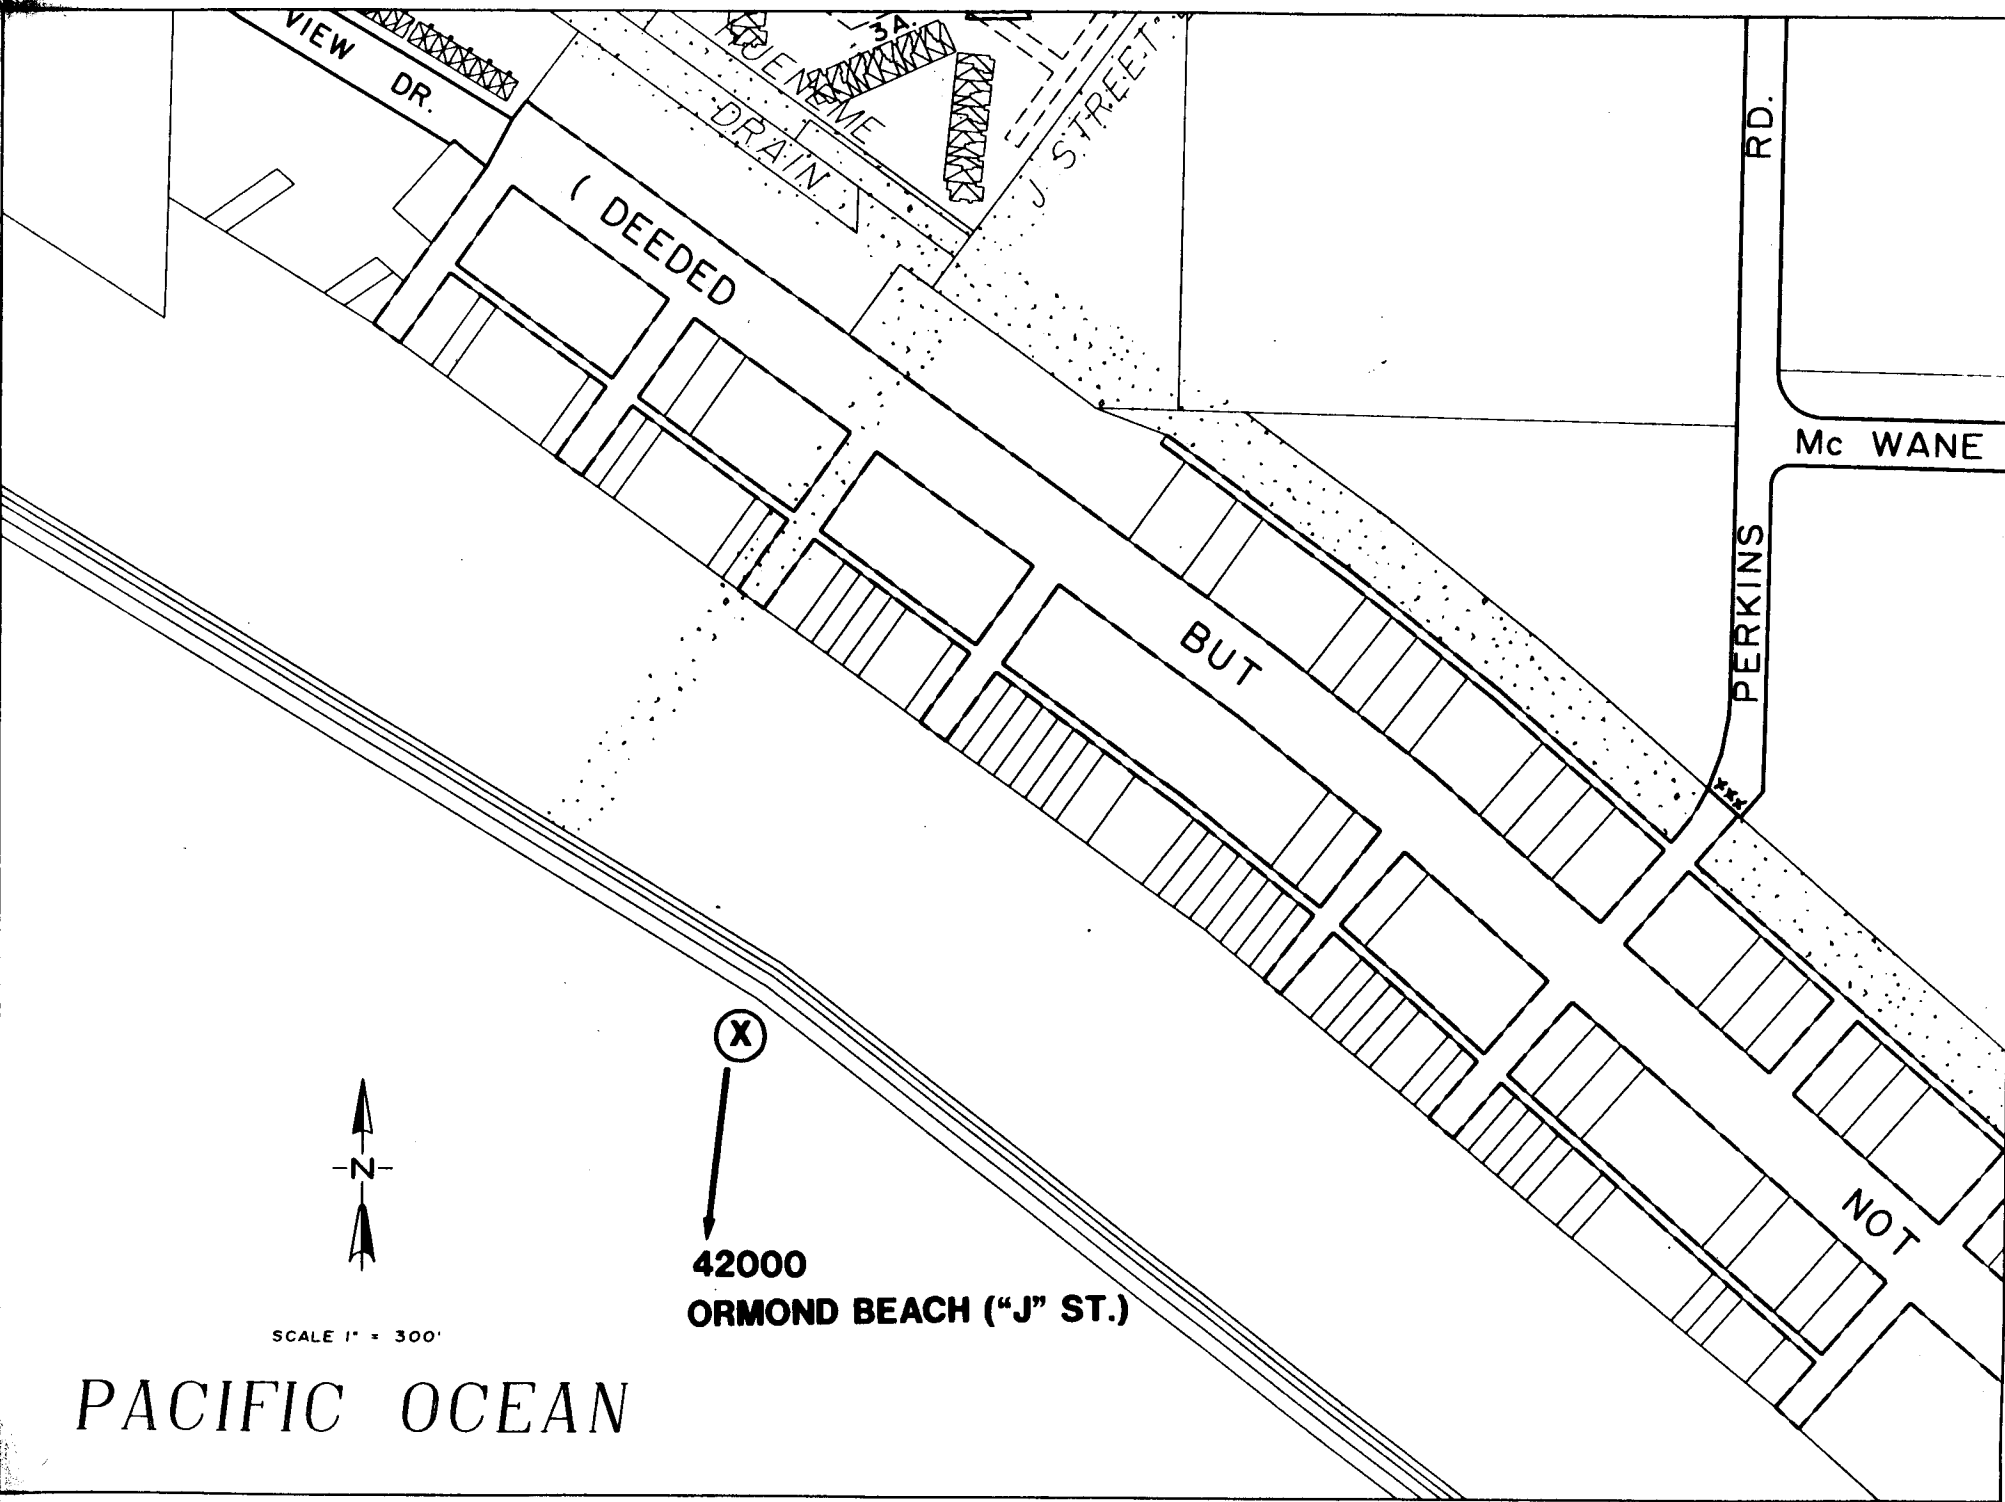 VIEW DR.
3A.
HUENEME
DRAIN
J STREET
RD.
PERKINS
Mc WANE
( DEEDED
BUT
NOT
X
-N-
42000
ORMOND BEACH (“J” ST.)
SCALE 1" = 300'
PACIFIC OCEAN